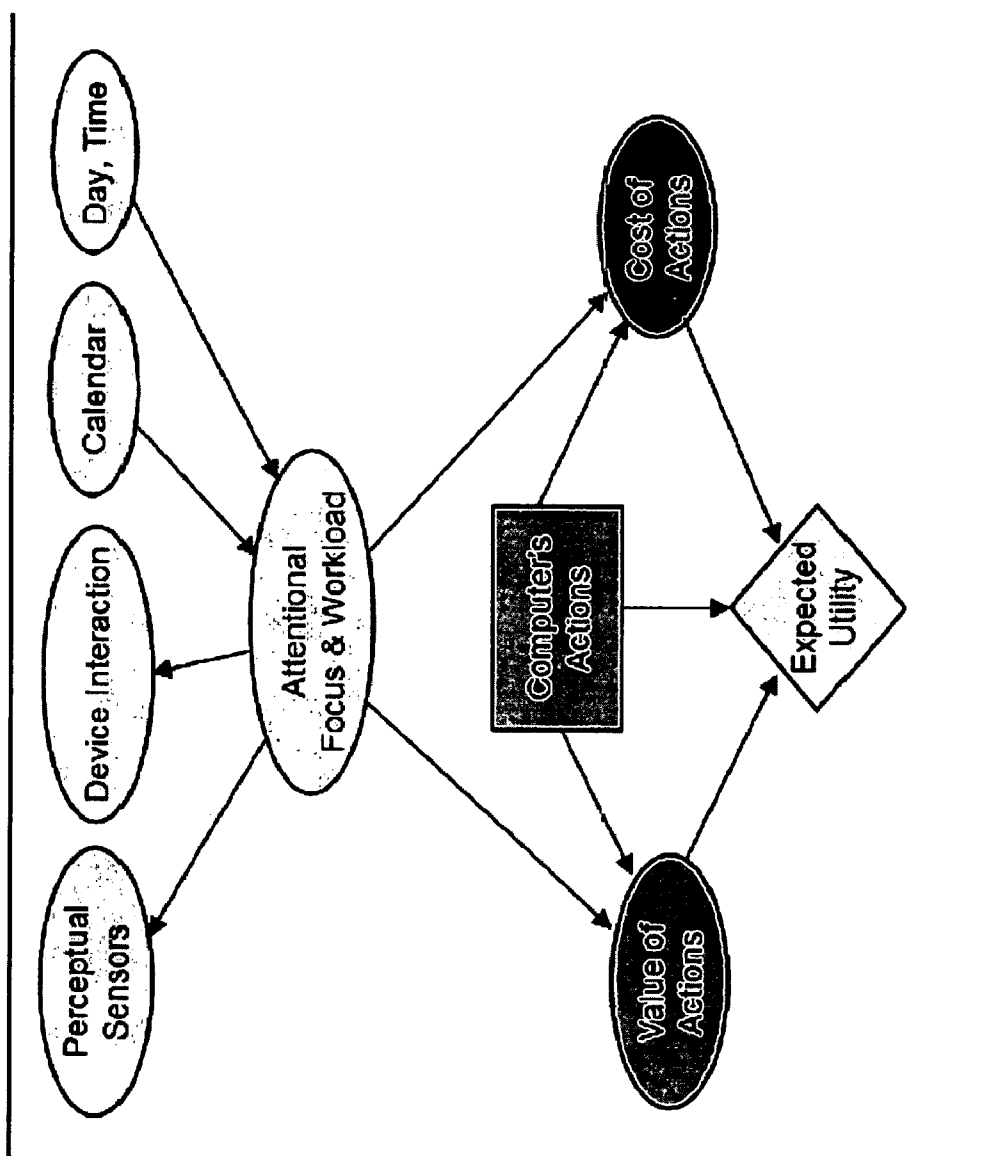 Perceptual
Sensors
Device Interaction
Calendar
Day, Time
Attentional
Focus & Workload
Computer's
Actions
Value of
Actions
Cost of
Actions
Expected
Utility